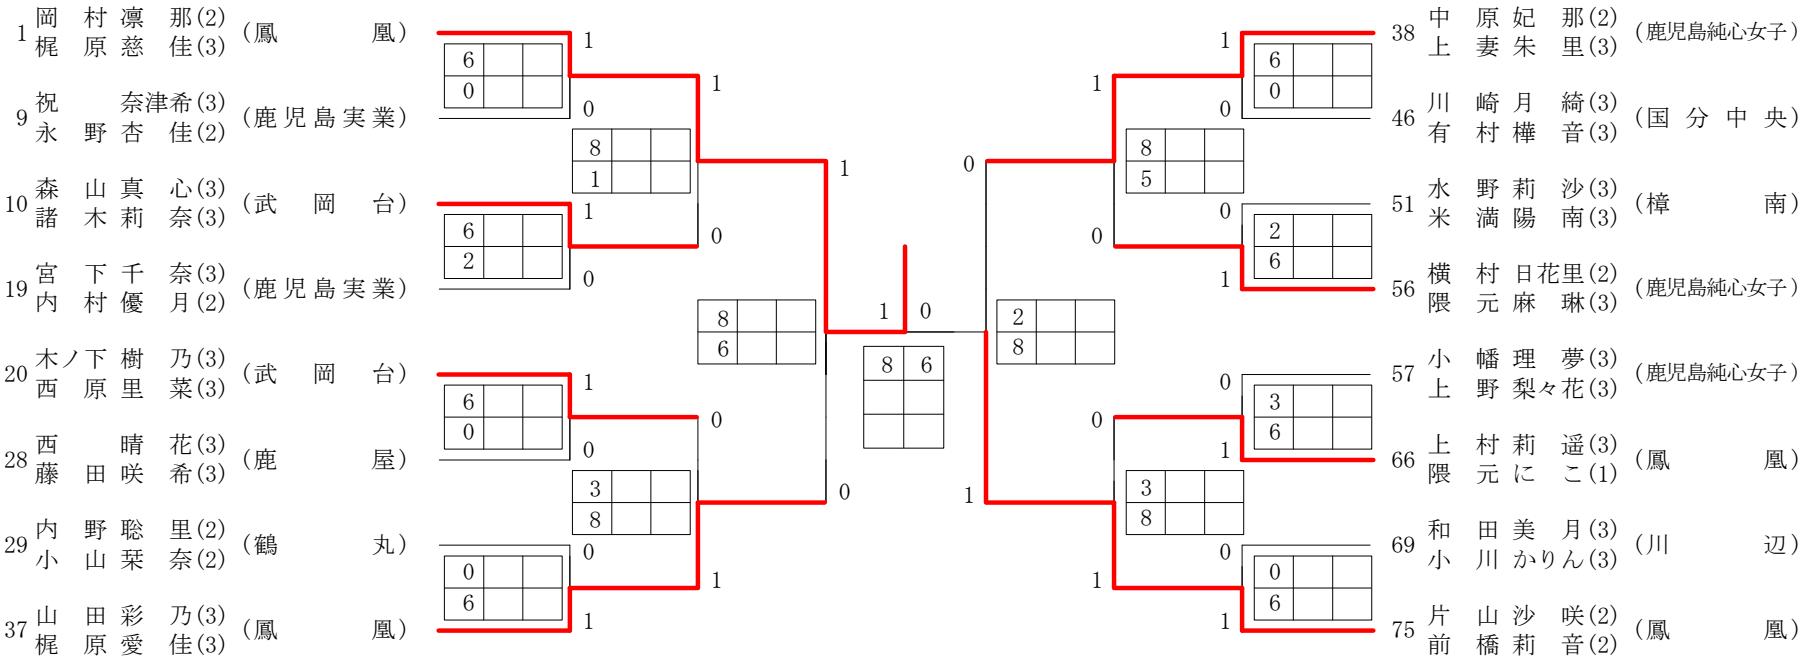 1 岡村凛那(2) (鳳凰)
梶原慈佳(3)
9 祝奈津希(3) (鹿児島実業)
永野杏佳(2)
10 森山真心(3) (武岡台)
諸木莉奈(3)
19 宮下千奈(3) (鹿児島実業)
内村優月(2)
20 木ノ下樹乃(3) (武岡台)
西原里菜(3)
28 西晴花(3) (鹿屋)
藤田咲希(3)
29 内野聡里(2) (鶴丸)
小山栞奈(2)
37 山田彩乃(3) (鳳凰)
梶原愛佳(3)
1
6
0
0
1
6
2
0
1
6
0
0
0
0
6
1
1
8
1
0
0
3
8
1
1
8
6
0
1 0
8 6
0
2
8
1
1
8
5
0
0
3
8
1
1
6
0
0
0
2
6
1
0
3
6
1
0
0
6
1
38 中原妃那(2) (鹿児島純心女子)
上妻朱里(3)
46 川崎月綺(3) (国分中央)
有村樺音(3)
51 水野莉沙(3) (樟南)
米満陽南(3)
56 横村日花里(2) (鹿児島純心女子)
隈元麻琳(3)
57 小幡理夢(3) (鹿児島純心女子)
上野梨々花(3)
66 上村莉遥(3) (鳳凰)
隈元にこ(1)
69 和田美月(3) (川辺)
小川かりん(3)
75 片山沙咲(2) (鳳凰)
前橋莉音(2)